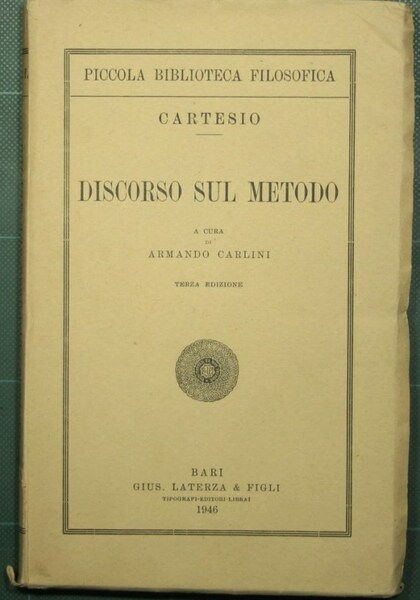 PICCOLA BIBLIOTECA FILOSOFICA
CARTESIO
DISCORSO SUL METODO
A CURA
DI
ARMANDO CARLINI
TERZA EDIZIONE
BARI
GIUS. LATERZA & FIGLI
TIPOGRAFI-EDITORI-LIBRAI
1946